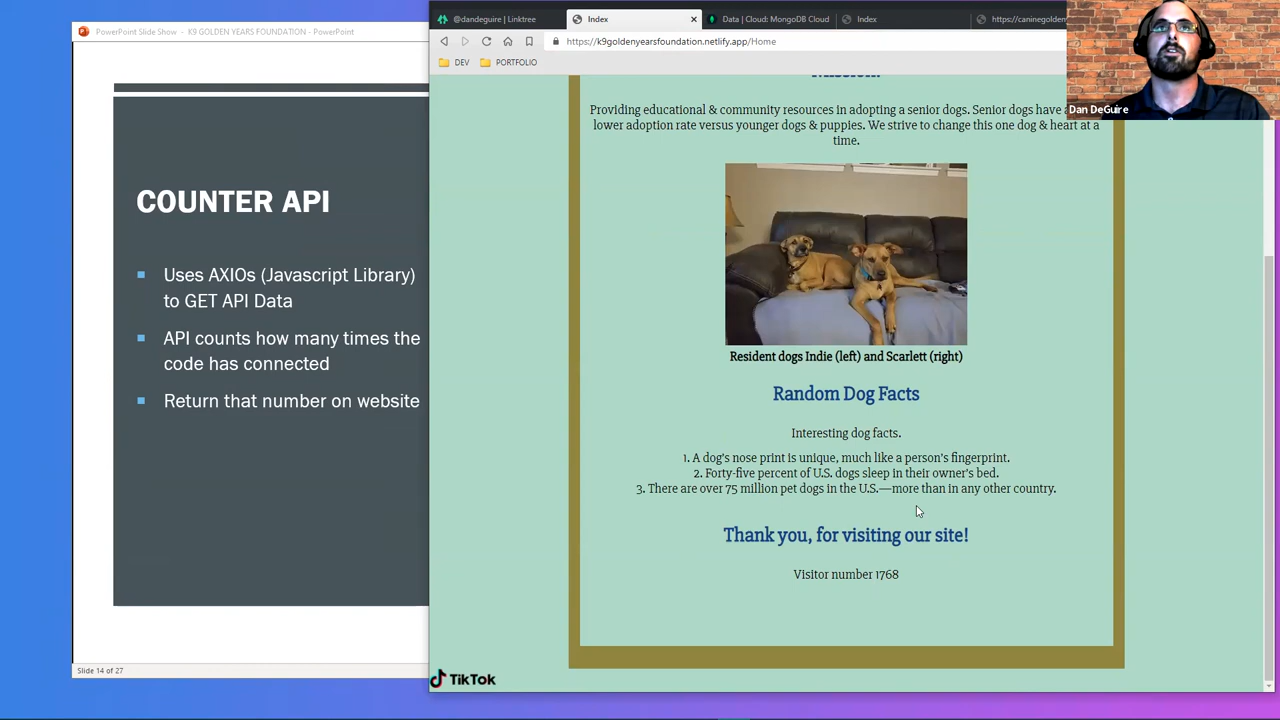 PowerPoint Slide Show - K9 GOLDEN YEARS FOUNDATION - PowerPoint
COUNTER API
Uses AXIOs (Javascript Library)
to GET API Data
API counts how many times the
code has connected
Return that number on website
Slide 14 of 27
@dandeguire | Linktree
Index
Data | Cloud: MongoDB Cloud
Index
https://caninegolden
https://k9goldenyearsfoundation.netlify.app/Home
DEV
PORTFOLIO
Dan DeGuire
Mission:
Providing educational & community resources in adopting a senior dogs. Senior dogs have
lower adoption rate versus younger dogs & puppies. We strive to change this one dog & heart at a
time.
Resident dogs Indie (left) and Scarlett (right)
Random Dog Facts
Interesting dog facts.
1. A dog's nose print is unique, much like a person's fingerprint.
2. Forty-five percent of U.S. dogs sleep in their owner's bed.
3. There are over 75 million pet dogs in the U.S.—more than in any other country.
Thank you, for visiting our site!
Visitor number 1768
TikTok